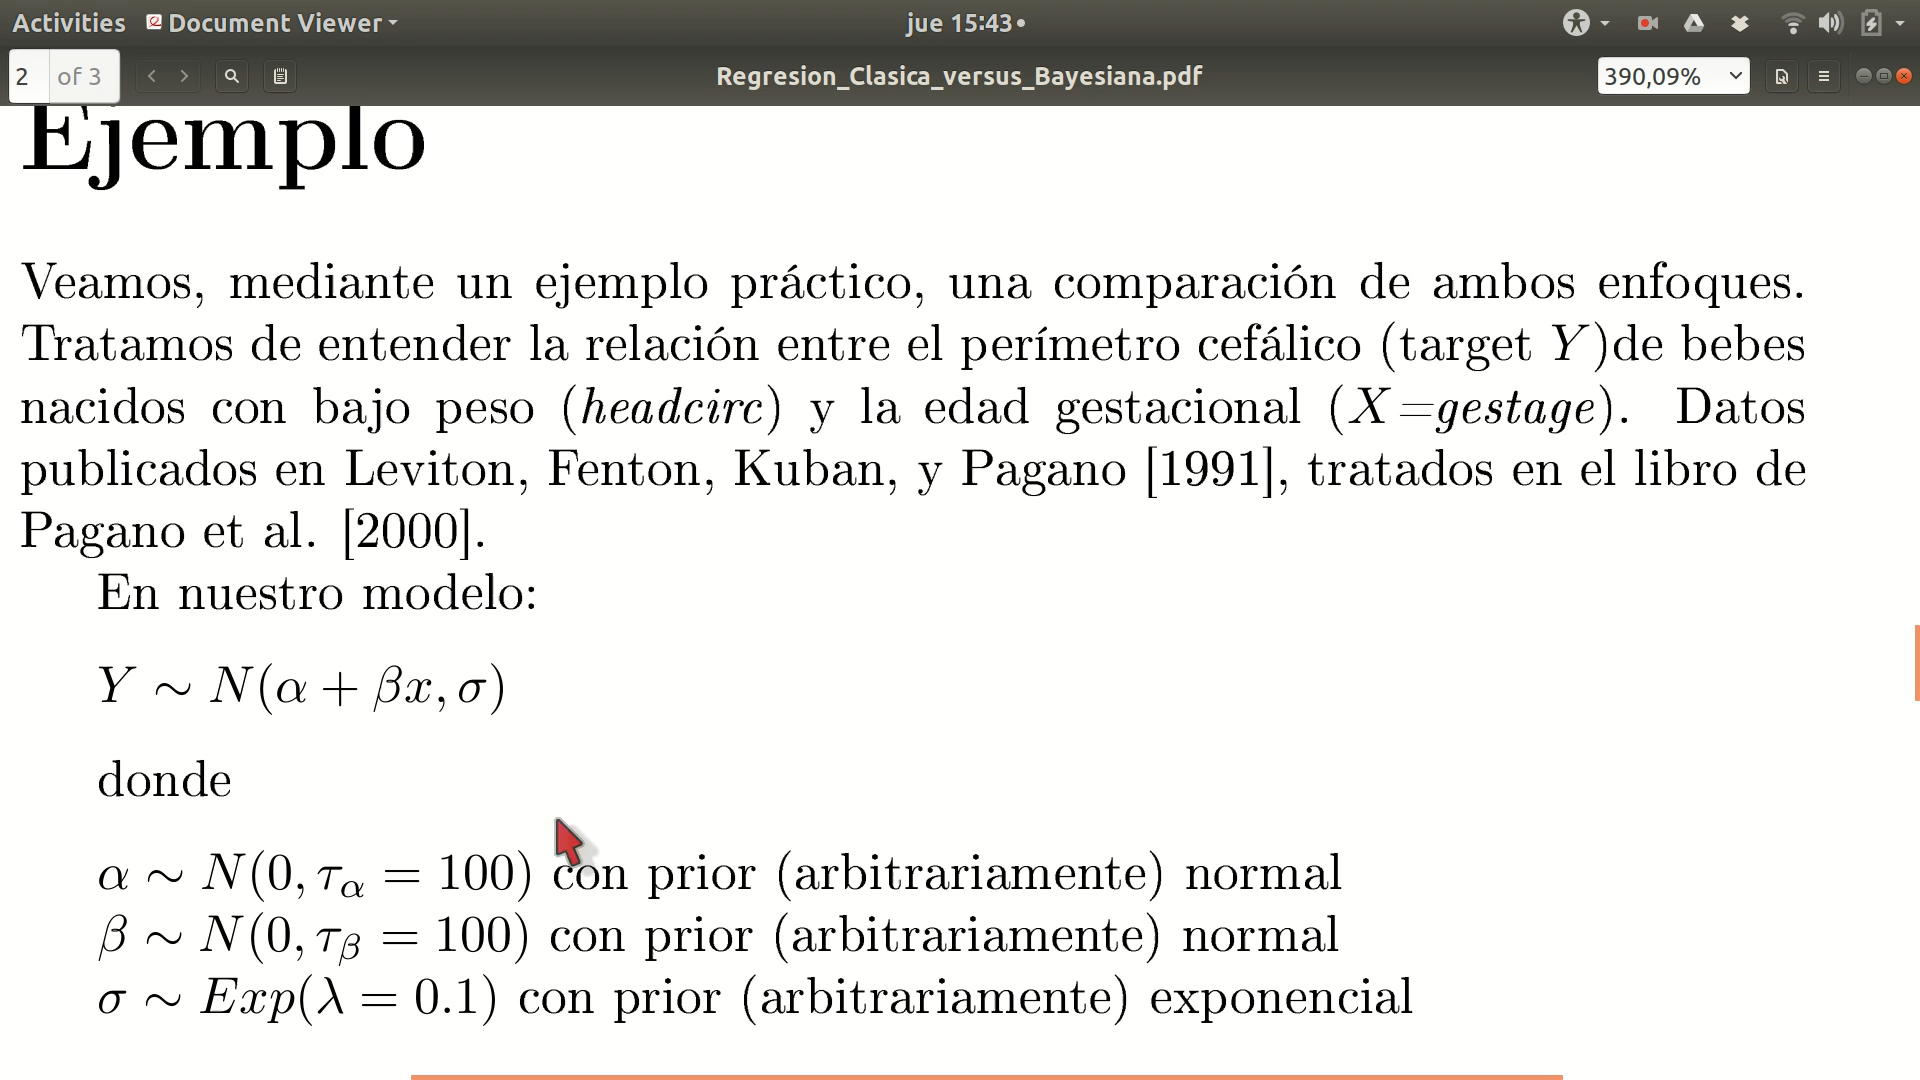 Activities Document Viewer jue 15:43
2 of 3 Regresion_Clasica_versus_Bayesiana.pdf 390,09%
Ejemplo
Veamos, mediante un ejemplo práctico, una comparación de ambos enfoques.
Tratamos de entender la relación entre el perímetro cefálico (target Y)de bebes
nacidos con bajo peso (headcirc) y la edad gestacional (X=gestage). Datos
publicados en Leviton, Fenton, Kuban, y Pagano [1991], tratados en el libro de
Pagano et al. [2000].
En nuestro modelo:
Y ∼ N(α + βx, σ)
donde
α ∼ N(0, τα = 100) con prior (arbitrariamente) normal
β ∼ N(0, τβ = 100) con prior (arbitrariamente) normal
σ ∼ Exp(λ = 0.1) con prior (arbitrariamente) exponencial